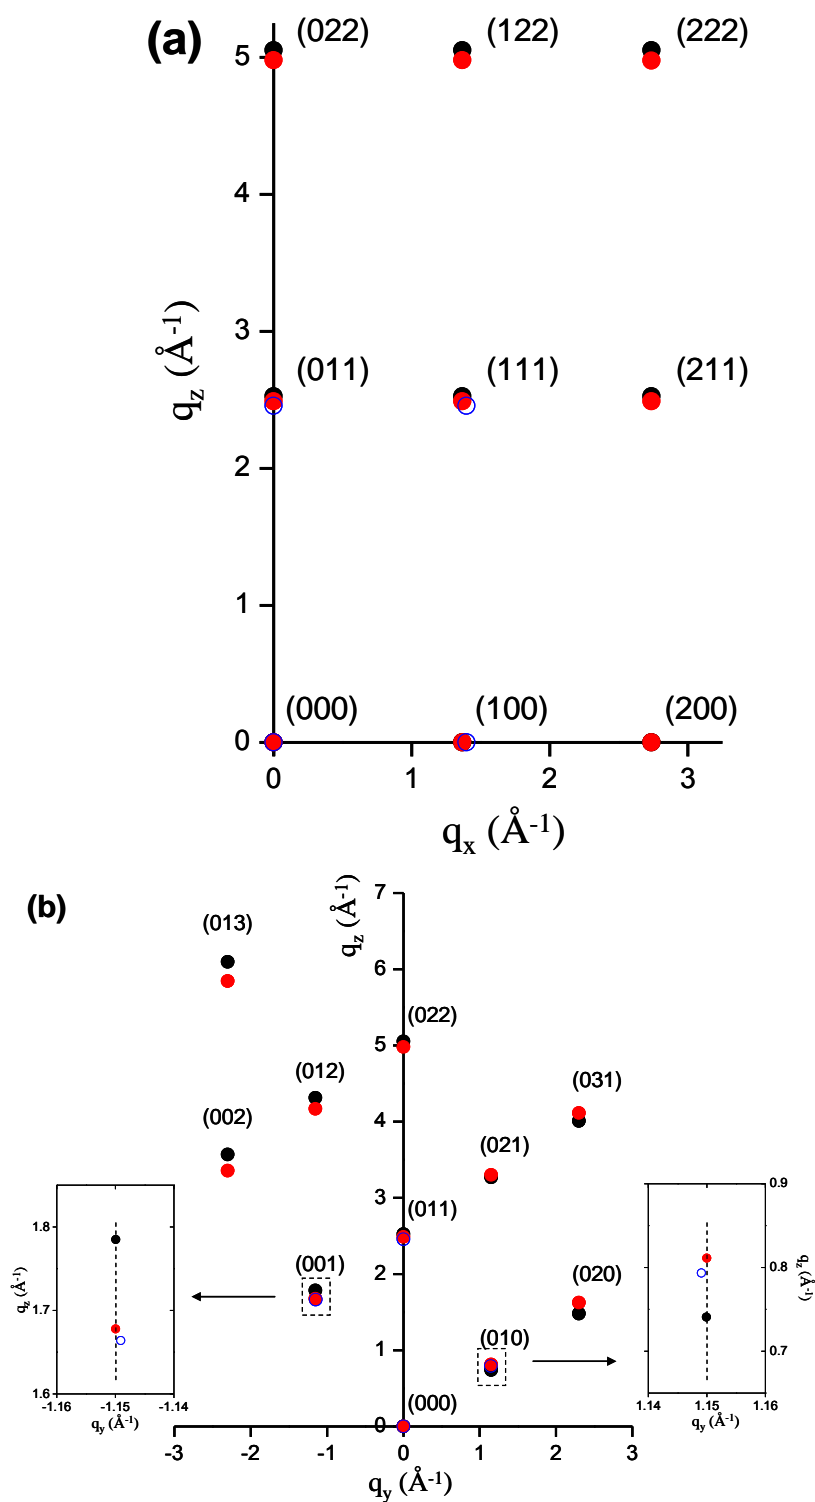 (a)
(022) (122) (222)
5
4
3
(011) (111) (211)
2
1
(000) (100) (200)
0
0 1 2 3
q_z (Å⁻¹)
q_x (Å⁻¹)
(b)
q_z (Å⁻¹)
7
(013)
6
(022)
5
(012)
(031)
4
(002)
(021)
3
(011)
2
(001)
(020)
(010)
1
(000)
0
-3 -2 -1 0 1 2 3
q_y (Å⁻¹)
1.8
1.7
1.6
-1.16 -1.15 -1.14
q_z (Å⁻¹)
q_y (Å⁻¹)
0.9
0.8
0.7
1.14 1.15 1.16
q_z (Å⁻¹)
q_y (Å⁻¹)